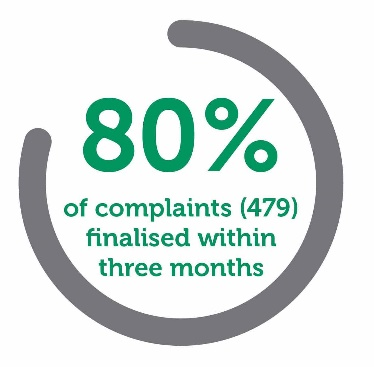 80%
of complaints (479)
finalised within
three months